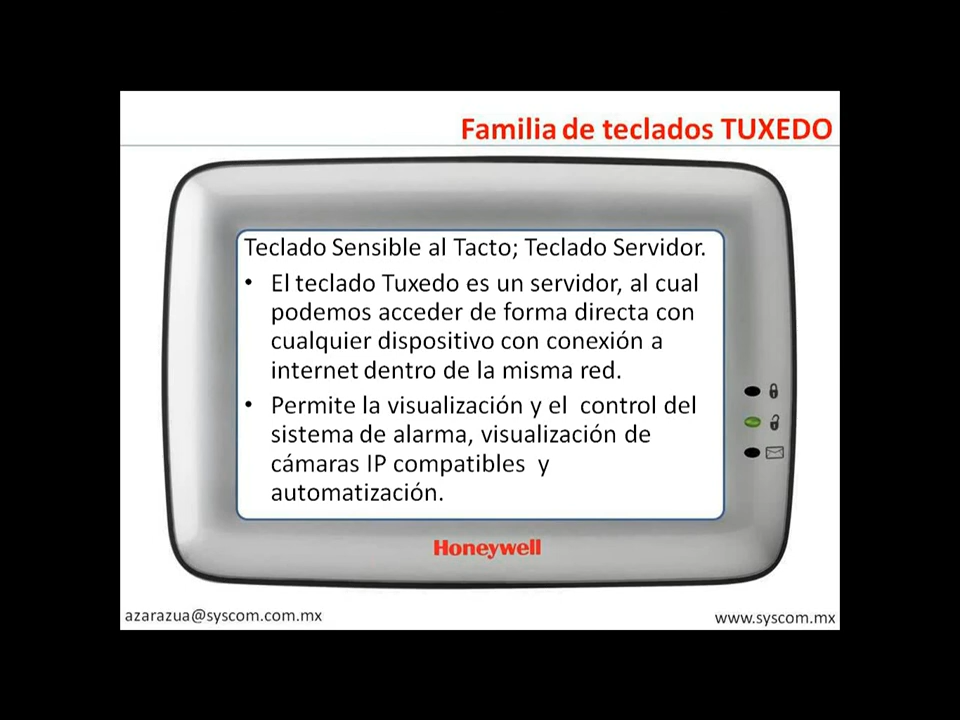 Familia de teclados TUXEDO
Teclado Sensible al Tacto; Teclado Servidor.
• El teclado Tuxedo es un servidor, al cual
podemos acceder de forma directa con
cualquier dispositivo con conexión a
internet dentro de la misma red.
• Permite la visualización y el control del
sistema de alarma, visualización de
cámaras IP compatibles y
automatización.
Honeywell
azarazua@syscom.com.mx
www.syscom.mx